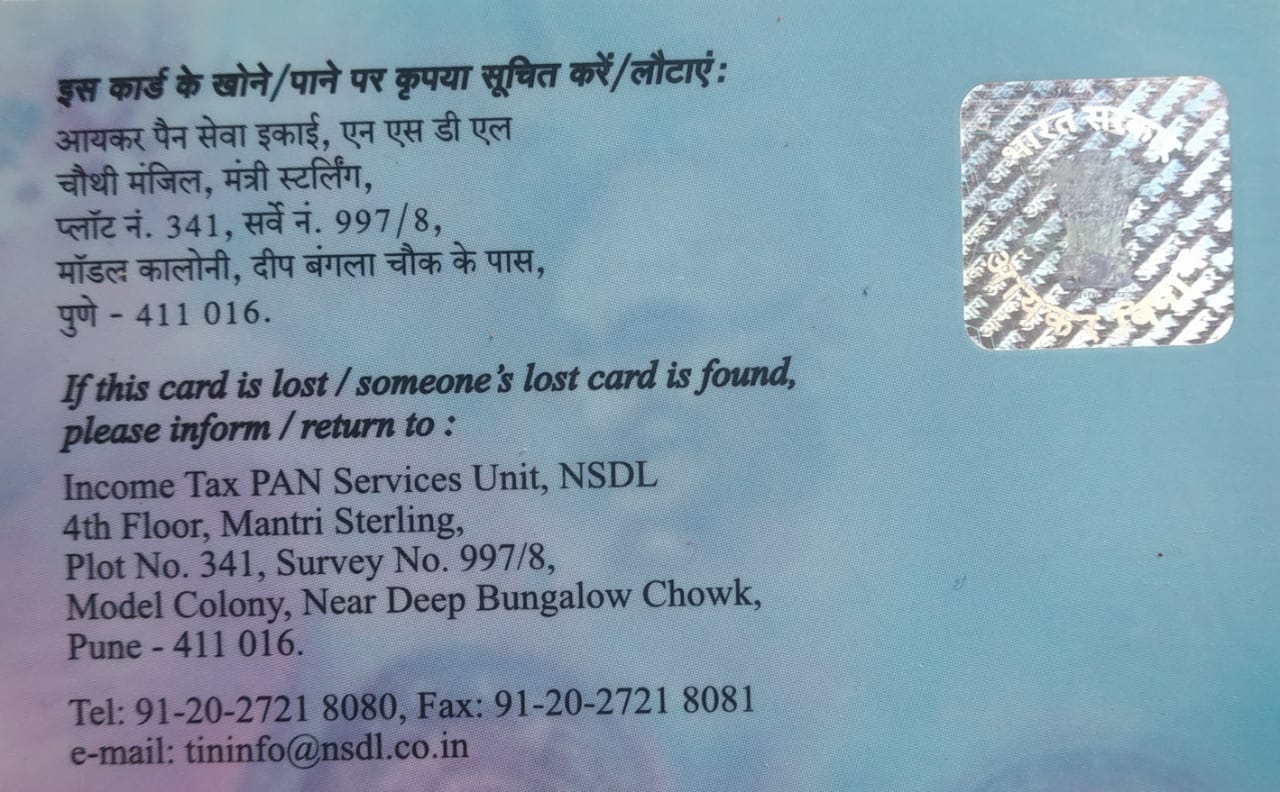 इस कार्ड के खोने/पाने पर कृपया सूचित करें/लौटाएं :
आयकर पैन सेवा इकाई, एन एस डी एल
चौथी मंजिल, मंत्री स्टर्लिंग,
प्लॉट नं. 341, सर्वे नं. 997/8,
मॉडल कालोनी, दीप बंगला चौक के पास,
पुणे - 411 016.
भारत सरकार
आयकर विभाग
If this card is lost / someone's lost card is found,
please inform / return to :
Income Tax PAN Services Unit, NSDL
4th Floor, Mantri Sterling,
Plot No. 341, Survey No. 997/8,
Model Colony, Near Deep Bungalow Chowk,
Pune - 411 016.
Tel: 91-20-2721 8080, Fax: 91-20-2721 8081
e-mail: tininfo@nsdl.co.in